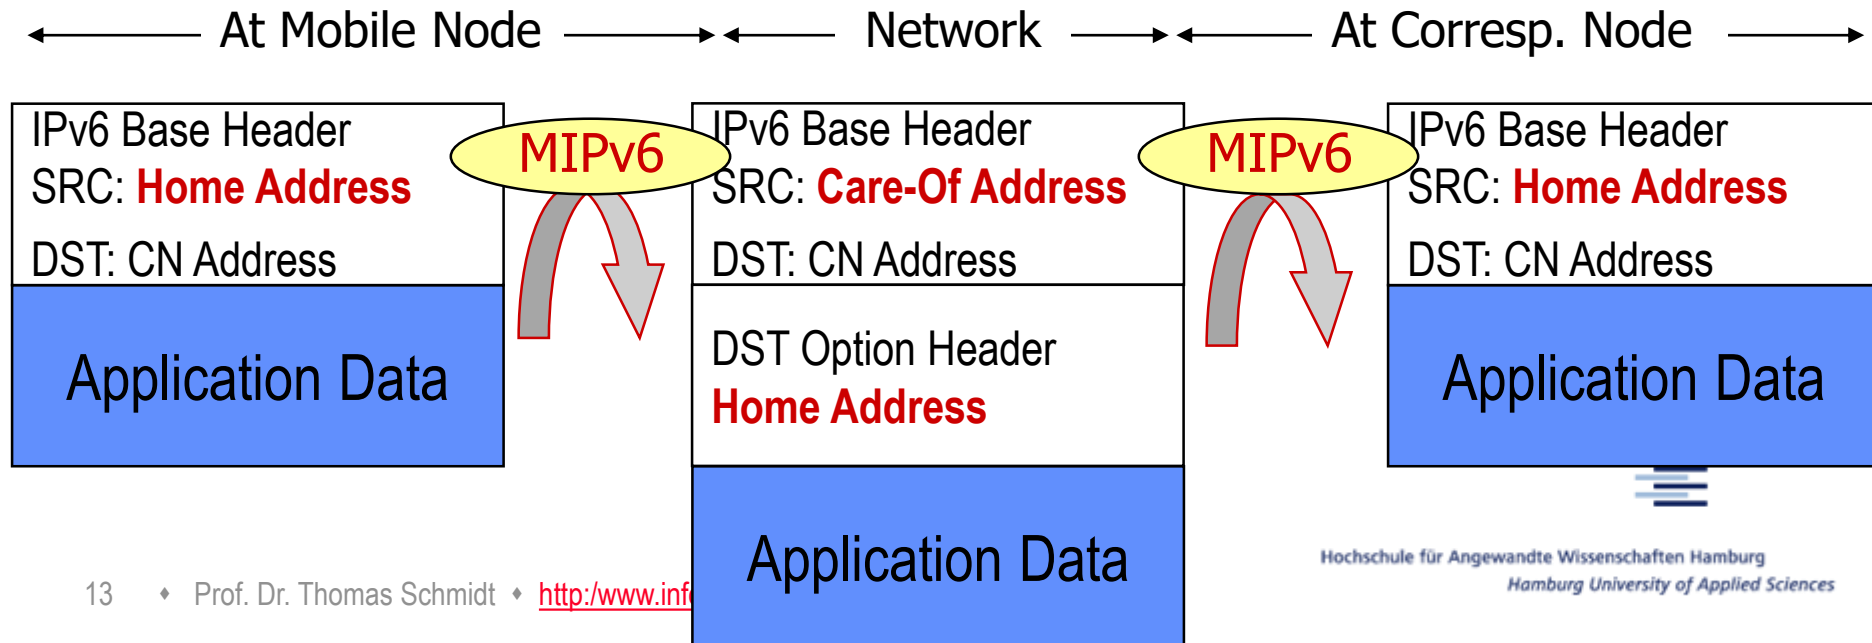 At Mobile Node
Network
At Corresp. Node
IPv6 Base Header
SRC: Home Address
DST: CN Address
Application Data
MIPv6
IPv6 Base Header
SRC: Care-Of Address
DST: CN Address
DST Option Header
Home Address
Application Data
MIPv6
IPv6 Base Header
SRC: Home Address
DST: CN Address
Application Data
Hochschule für Angewandte Wissenschaften Hamburg
Hamburg University of Applied Sciences
13 • Prof. Dr. Thomas Schmidt • http:/www.inf